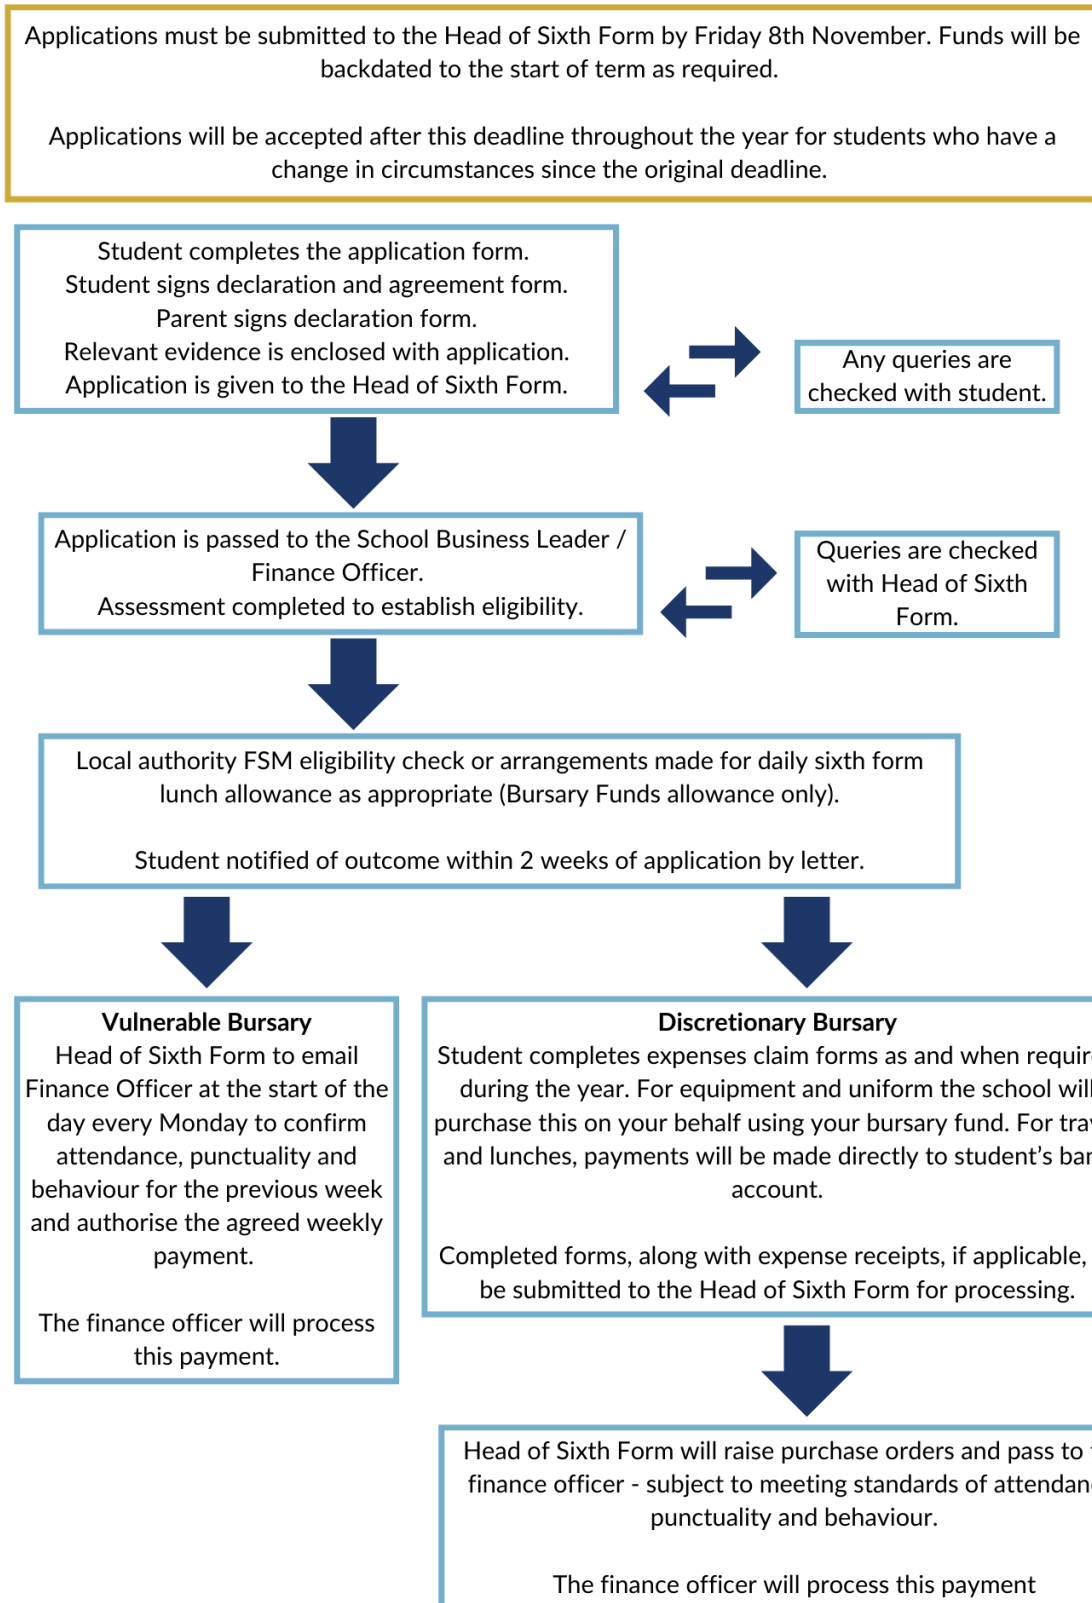 Applications must be submitted to the Head of Sixth Form by Friday 8th November. Funds will be
backdated to the start of term as required.
Applications will be accepted after this deadline throughout the year for students who have a
change in circumstances since the original deadline.
Student completes the application form.
Student signs declaration and agreement form.
Parent signs declaration form.
Relevant evidence is enclosed with application.
Application is given to the Head of Sixth Form.
Any queries are
checked with student.
Application is passed to the School Business Leader /
Finance Officer.
Assessment completed to establish eligibility.
Queries are checked
with Head of Sixth
Form.
Local authority FSM eligibility check or arrangements made for daily sixth form
lunch allowance as appropriate (Bursary Funds allowance only).
Student notified of outcome within 2 weeks of application by letter.
Vulnerable Bursary
Head of Sixth Form to email
Finance Officer at the start of the
day every Monday to confirm
attendance, punctuality and
behaviour for the previous week
and authorise the agreed weekly
payment.
The finance officer will process
this payment.
Discretionary Bursary
Student completes expenses claim forms as and when
during the year. For equipment and uniform the school will
purchase this on your behalf using your bursary fund. For
and lunches, payments will be made directly to student's
account.
Completed forms, along with expense receipts, if applicable,
be submitted to the Head of Sixth Form for processing.
Head of Sixth Form will raise purchase orders and pass to
finance officer - subject to meeting standards of
punctuality and behaviour.
The finance officer will process this payment